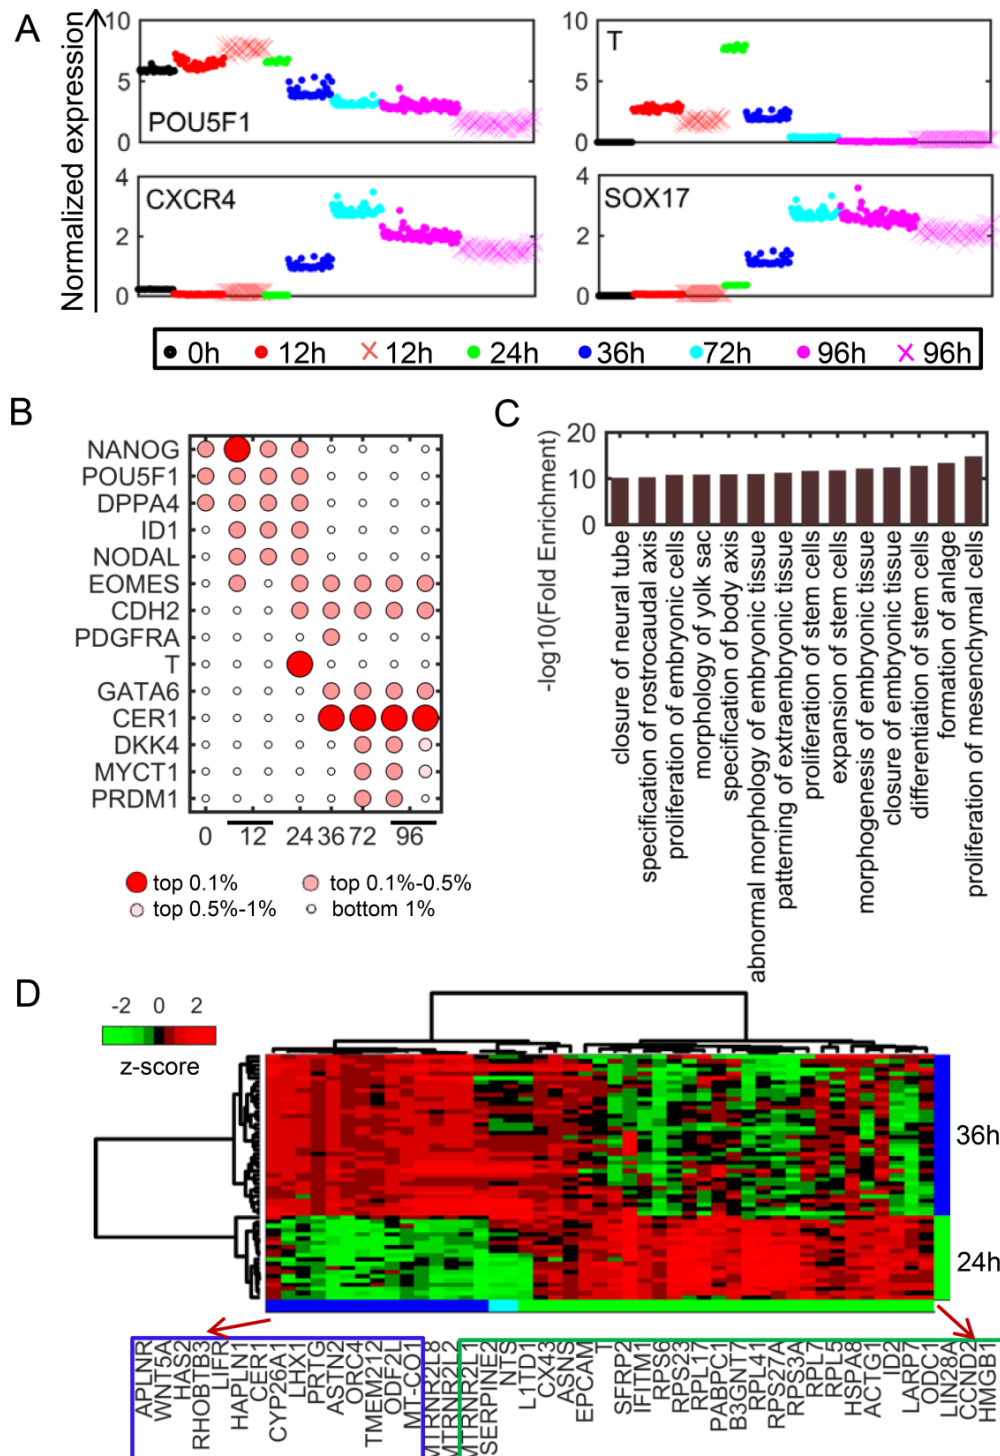 A
Normalized expression
10
5
0
POU5F1
10
5
0
T
4
2
0
CXCR4
4
2
0
SOX17
0h 12h 12h 24h 36h 72h 96h 96h
B
NANOG
POU5F1
DPPA4
ID1
NODAL
EOMES
CDH2
PDGFRA
T
GATA6
CER1
DKK4
MYCT1
PRDM1
0 12 24 36 72 96
top 0.1% top 0.1%-0.5%
top 0.5%-1% bottom 1%
C
-log10(Fold Enrichment)
20
10
0
closure of neural tube
specification of rostrocaudal axis
proliferation of embryonic cells
morphology of yolk sac
specification of body axis
abnormal morphology of embryonic tissue
patterning of extraembryonic tissue
proliferation of stem cells
expansion of stem cells
morphogenesis of embryonic tissue
closure of embryonic tissue
differentiation of stem cells
formation of anlage
proliferation of mesenchymal cells
D
-2 0 2
z-score
36h
24h
APLNR
WNT5A
HAS2
RHOBTB3
LIFR
HAPLN1
CER1
CYP26A1
LHX1
PRTG
ASTN2
ORC4
TMEM212
ODF2L
MT-CO1
MTRNR2L8
MTRNR2L2
MTRNR2L1
SERPINE2
NTS
L1TD1
CX43
ASNS
EPCAM
T
SFRP2
IFITM1
RPS6
RPS23
RPL17
PABPC1
B3GNT7
RPL41
RPS27A
RPS3A
RPL7
RPL5
HSPA8
ACTG1
ID2
LARP7
ODC1
LIN28A
CCND2
HMGB1